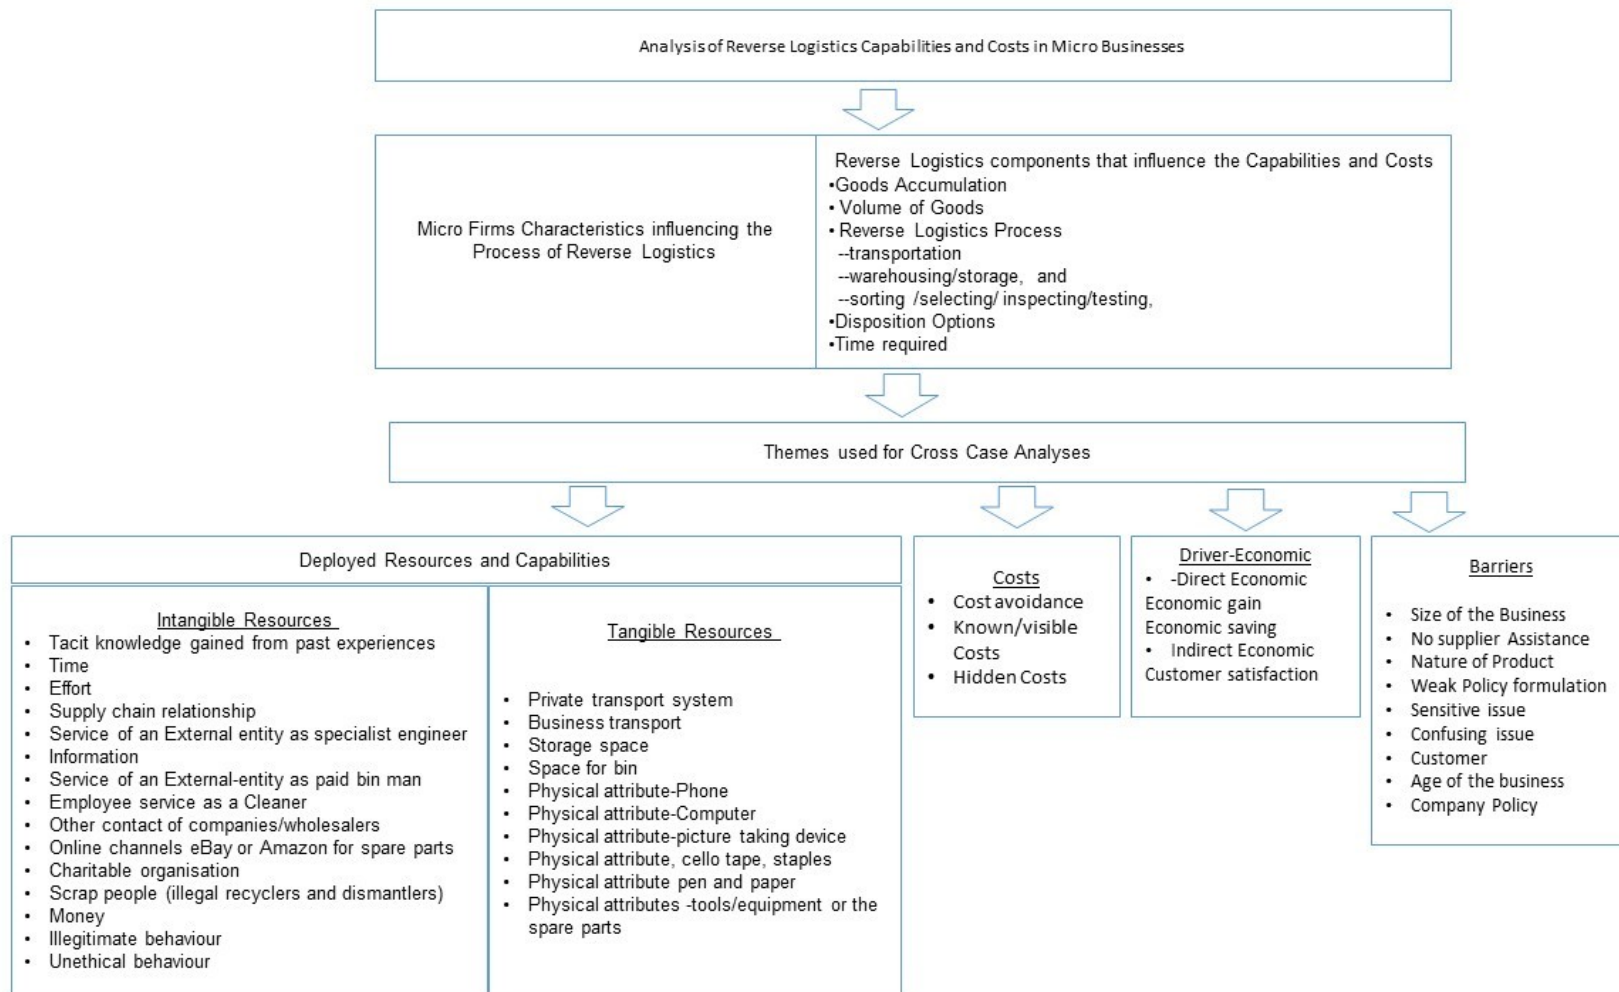 Analysis of Reverse Logistics Capabilities and Costs in Micro Businesses
Micro Firms Characteristics influencing the
Process of Reverse Logistics
Reverse Logistics components that influence the Capabilities and Costs
•Goods Accumulation
• Volume of Goods
• Reverse Logistics Process
--transportation
--warehousing/storage, and
--sorting /selecting/ inspecting/testing,
•Disposition Options
•Time required
Themes used for Cross Case Analyses
Deployed Resources and Capabilities
Intangible Resources
• Tacit knowledge gained from past experiences
• Time
• Effort
• Supply chain relationship
• Service of an External entity as specialist engineer
• Information
• Service of an External-entity as paid bin man
• Employee service as a Cleaner
• Other contact of companies/wholesalers
• Online channels eBay or Amazon for spare parts
• Charitable organisation
• Scrap people (illegal recyclers and dismantlers)
• Money
• Illegitimate behaviour
• Unethical behaviour
Tangible Resources
• Private transport system
• Business transport
• Storage space
• Space for bin
• Physical attribute-Phone
• Physical attribute-Computer
• Physical attribute-picture taking device
• Physical attribute, cello tape, staples
• Physical attribute pen and paper
• Physical attributes -tools/equipment or the
spare parts
Costs
• Cost avoidance
• Known/visible
Costs
• Hidden Costs
Driver-Economic
• -Direct Economic
Economic gain
Economic saving
• Indirect Economic
Customer satisfaction
Barriers
• Size of the Business
• No supplier Assistance
• Nature of Product
• Weak Policy formulation
• Sensitive issue
• Confusing issue
• Customer
• Age of the business
• Company Policy